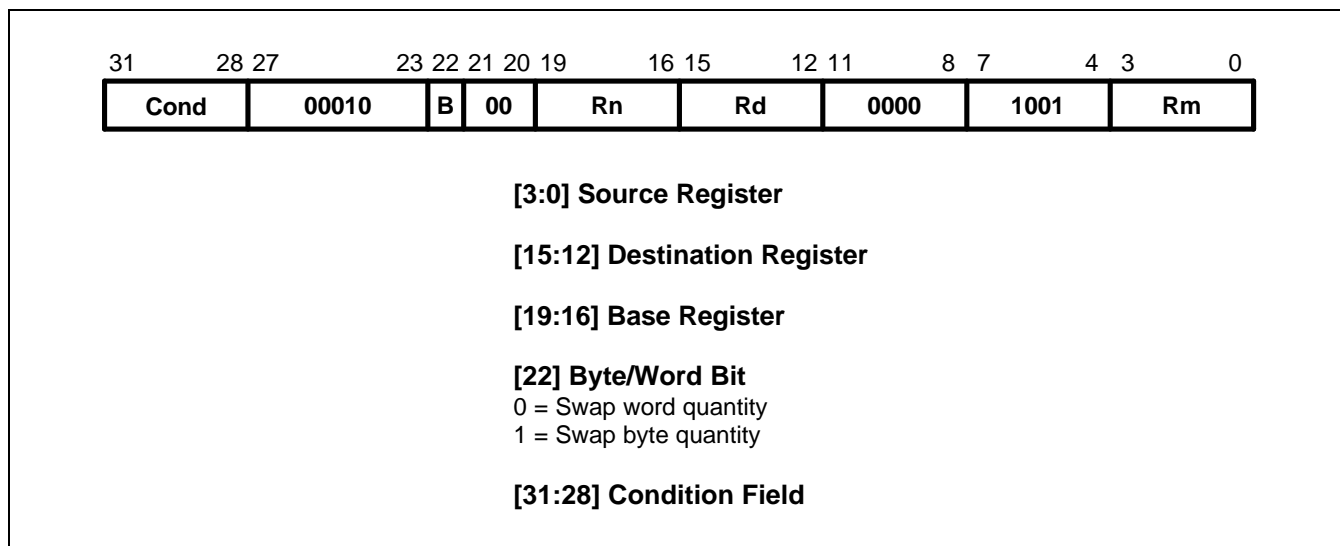 31 28 27 23 22 21 20 19 16 15 12 11 8 7 4 3 0
Cond 00010 B 00 Rn Rd 0000 1001 Rm
[3:0] Source Register
[15:12] Destination Register
[19:16] Base Register
[22] Byte/Word Bit
0 = Swap word quantity
1 = Swap byte quantity
[31:28] Condition Field